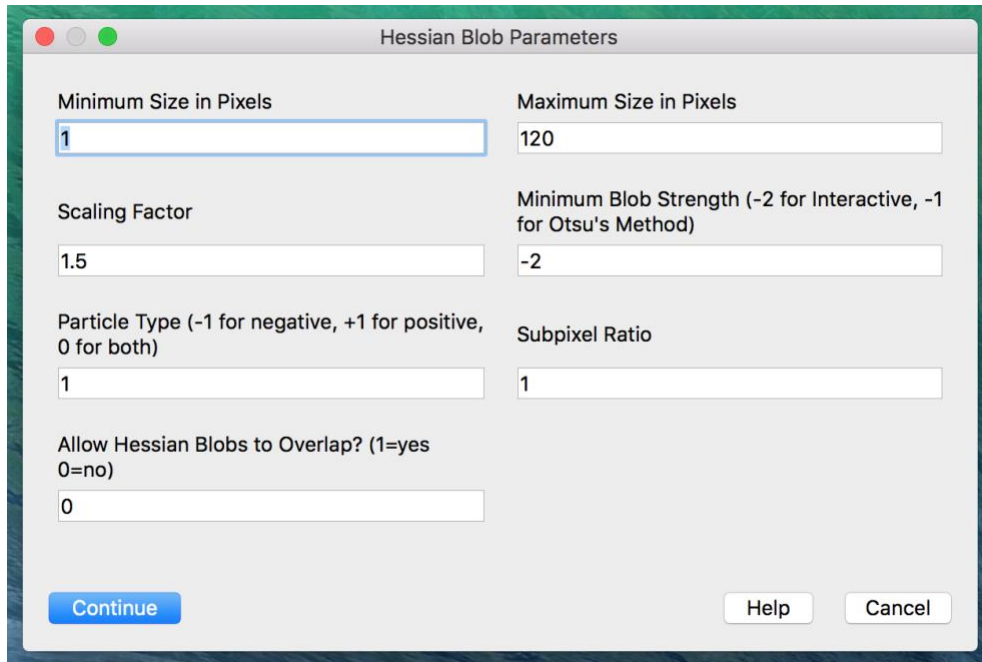 Hessian Blob Parameters
Minimum Size in Pixels
1
Maximum Size in Pixels
120
Scaling Factor
1.5
Minimum Blob Strength (-2 for Interactive, -1
for Otsu's Method)
-2
Particle Type (-1 for negative, +1 for positive,
0 for both)
1
Subpixel Ratio
1
Allow Hessian Blobs to Overlap? (1=yes
0=no)
0
Continue
Help
Cancel